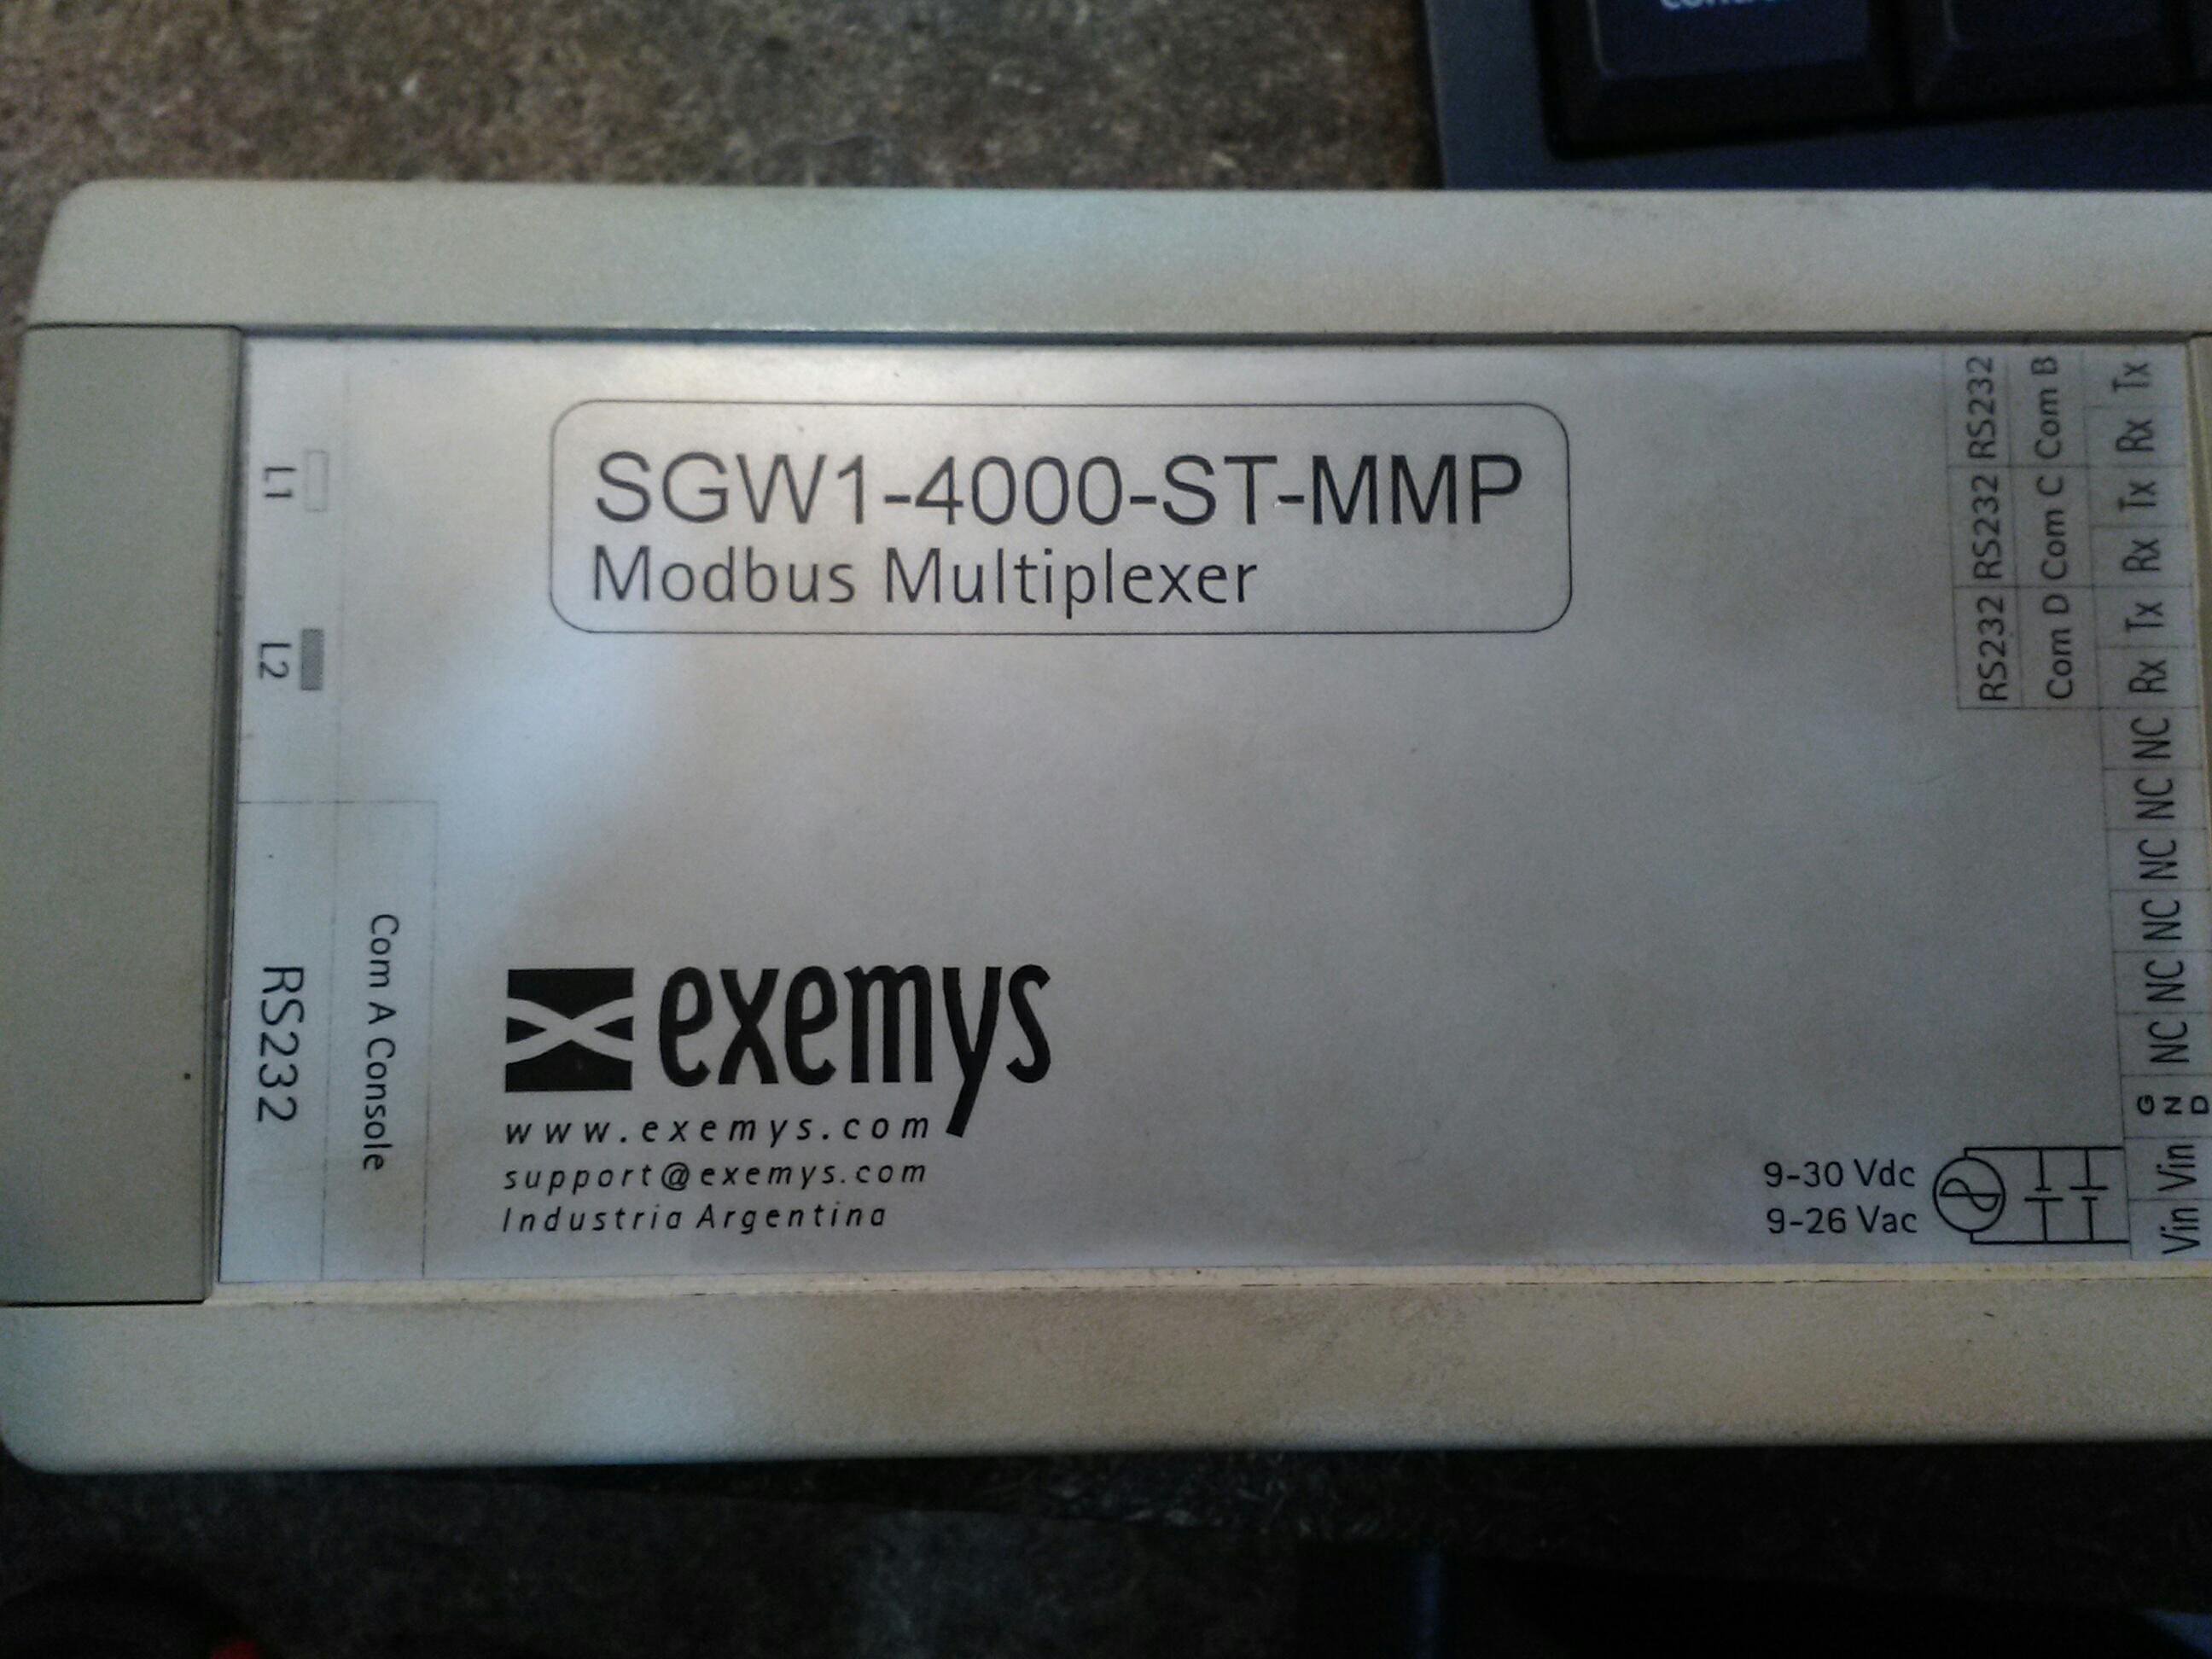 SGW1-4000-ST-MMP
Modbus Multiplexer
L1
L2
RS232
Com A Console
exemys
www.exemys.com
support@exemys.com
Industria Argentina
9-30 Vdc
9-26 Vac
RS232 RS232 RS232
Com D Com C Com B
Vin Vin GND NC NC NC NC NC NC Rx Tx Rx Tx Rx Tx